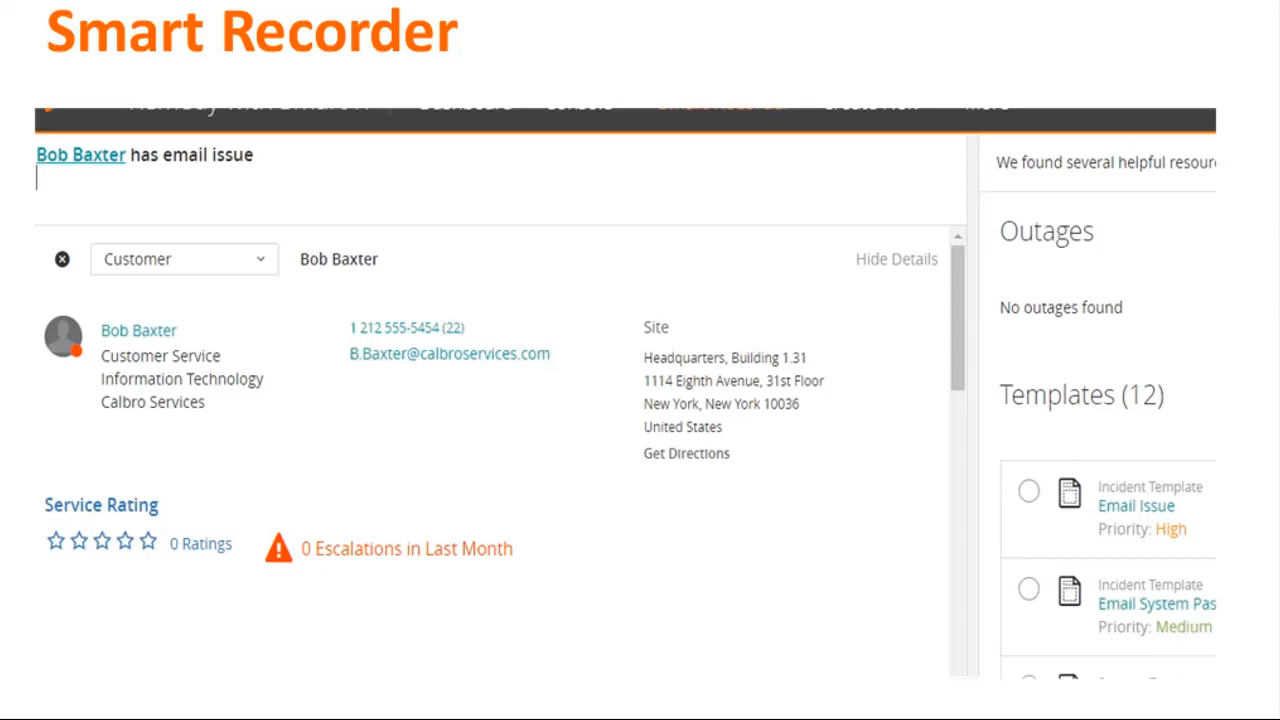 Smart Recorder
Bob Baxter has email issue
Customer
Bob Baxter
Hide Details
Bob Baxter
Customer Service
Information Technology
Calbro Services
1 212 555-5454 (22)
B.Baxter@calbroservices.com
Site
Headquarters, Building 1.31
1114 Eighth Avenue, 31st Floor
New York, New York 10036
United States
Get Directions
Service Rating
0 Ratings
0 Escalations in Last Month
We found several helpful
Outages
No outages found
Templates (12)
Incident Template
Email Issue
Priority: High
Incident Template
Email System
Priority: Medium